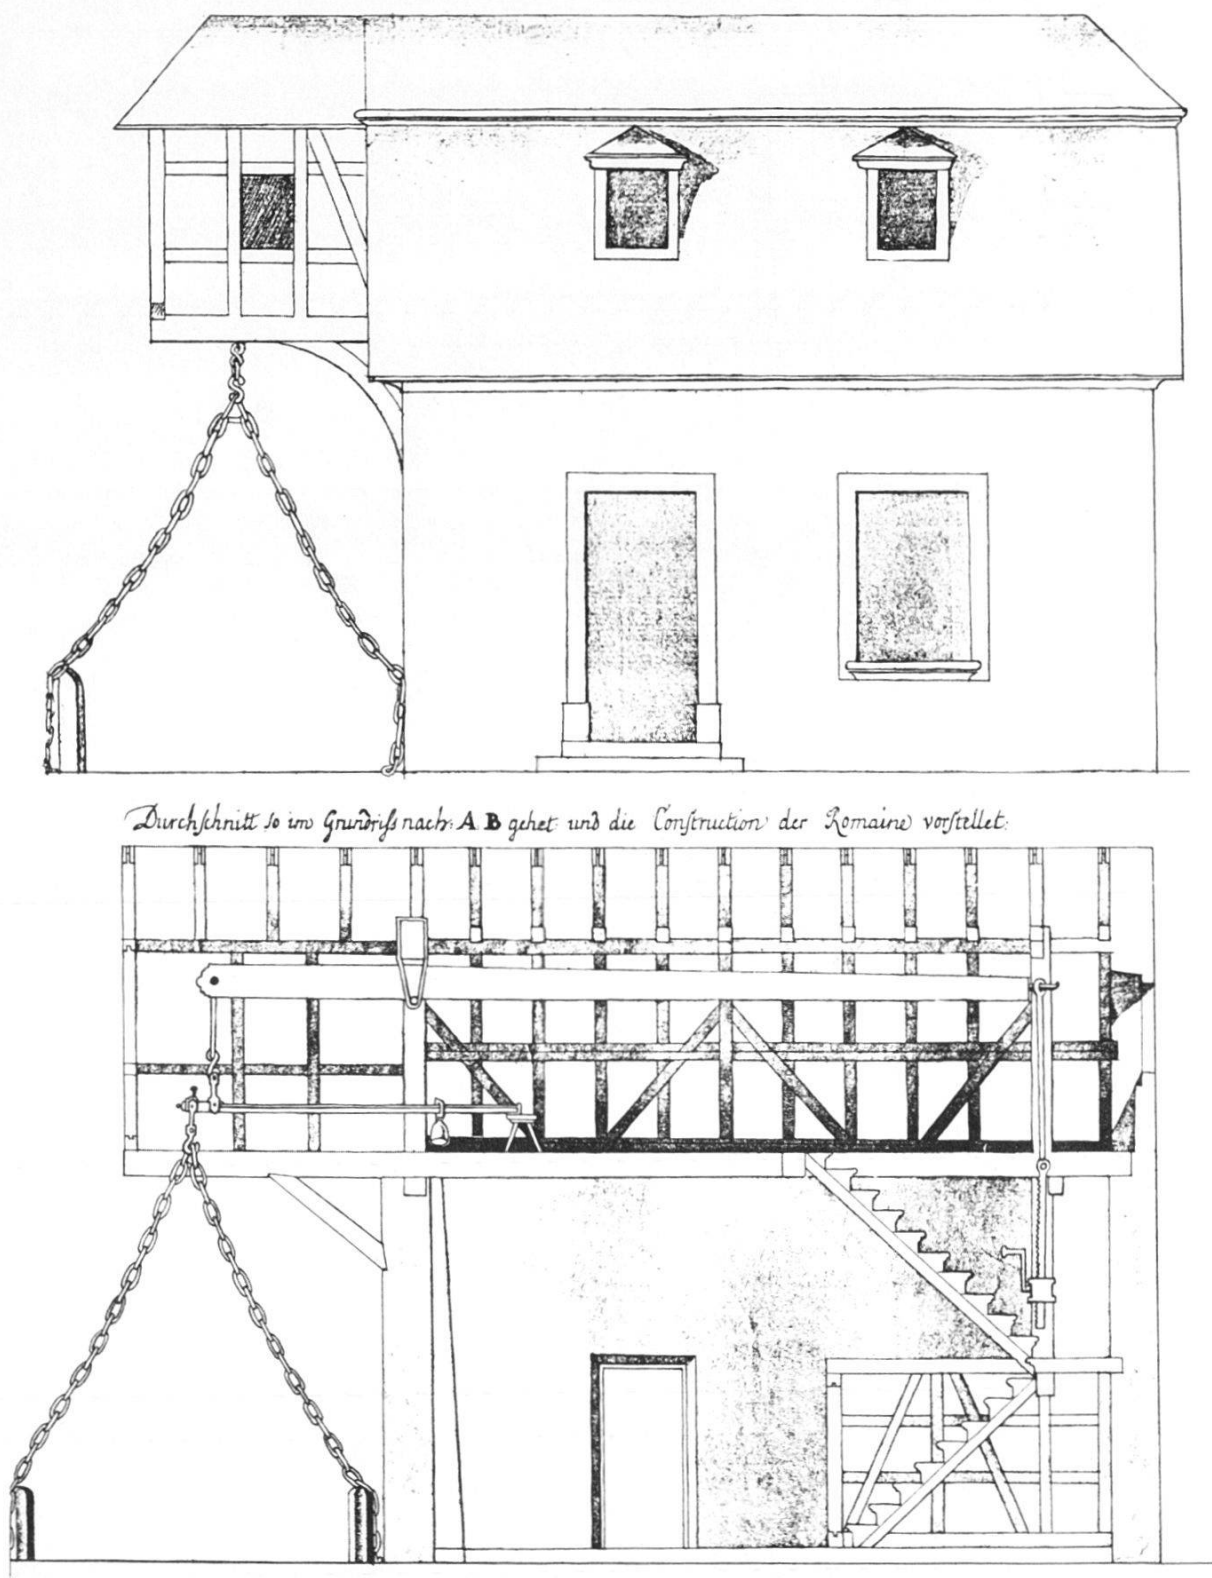 Durchschnitt so im Grundriss nach: A B gehet und die Construction der Romaine vorstellet: